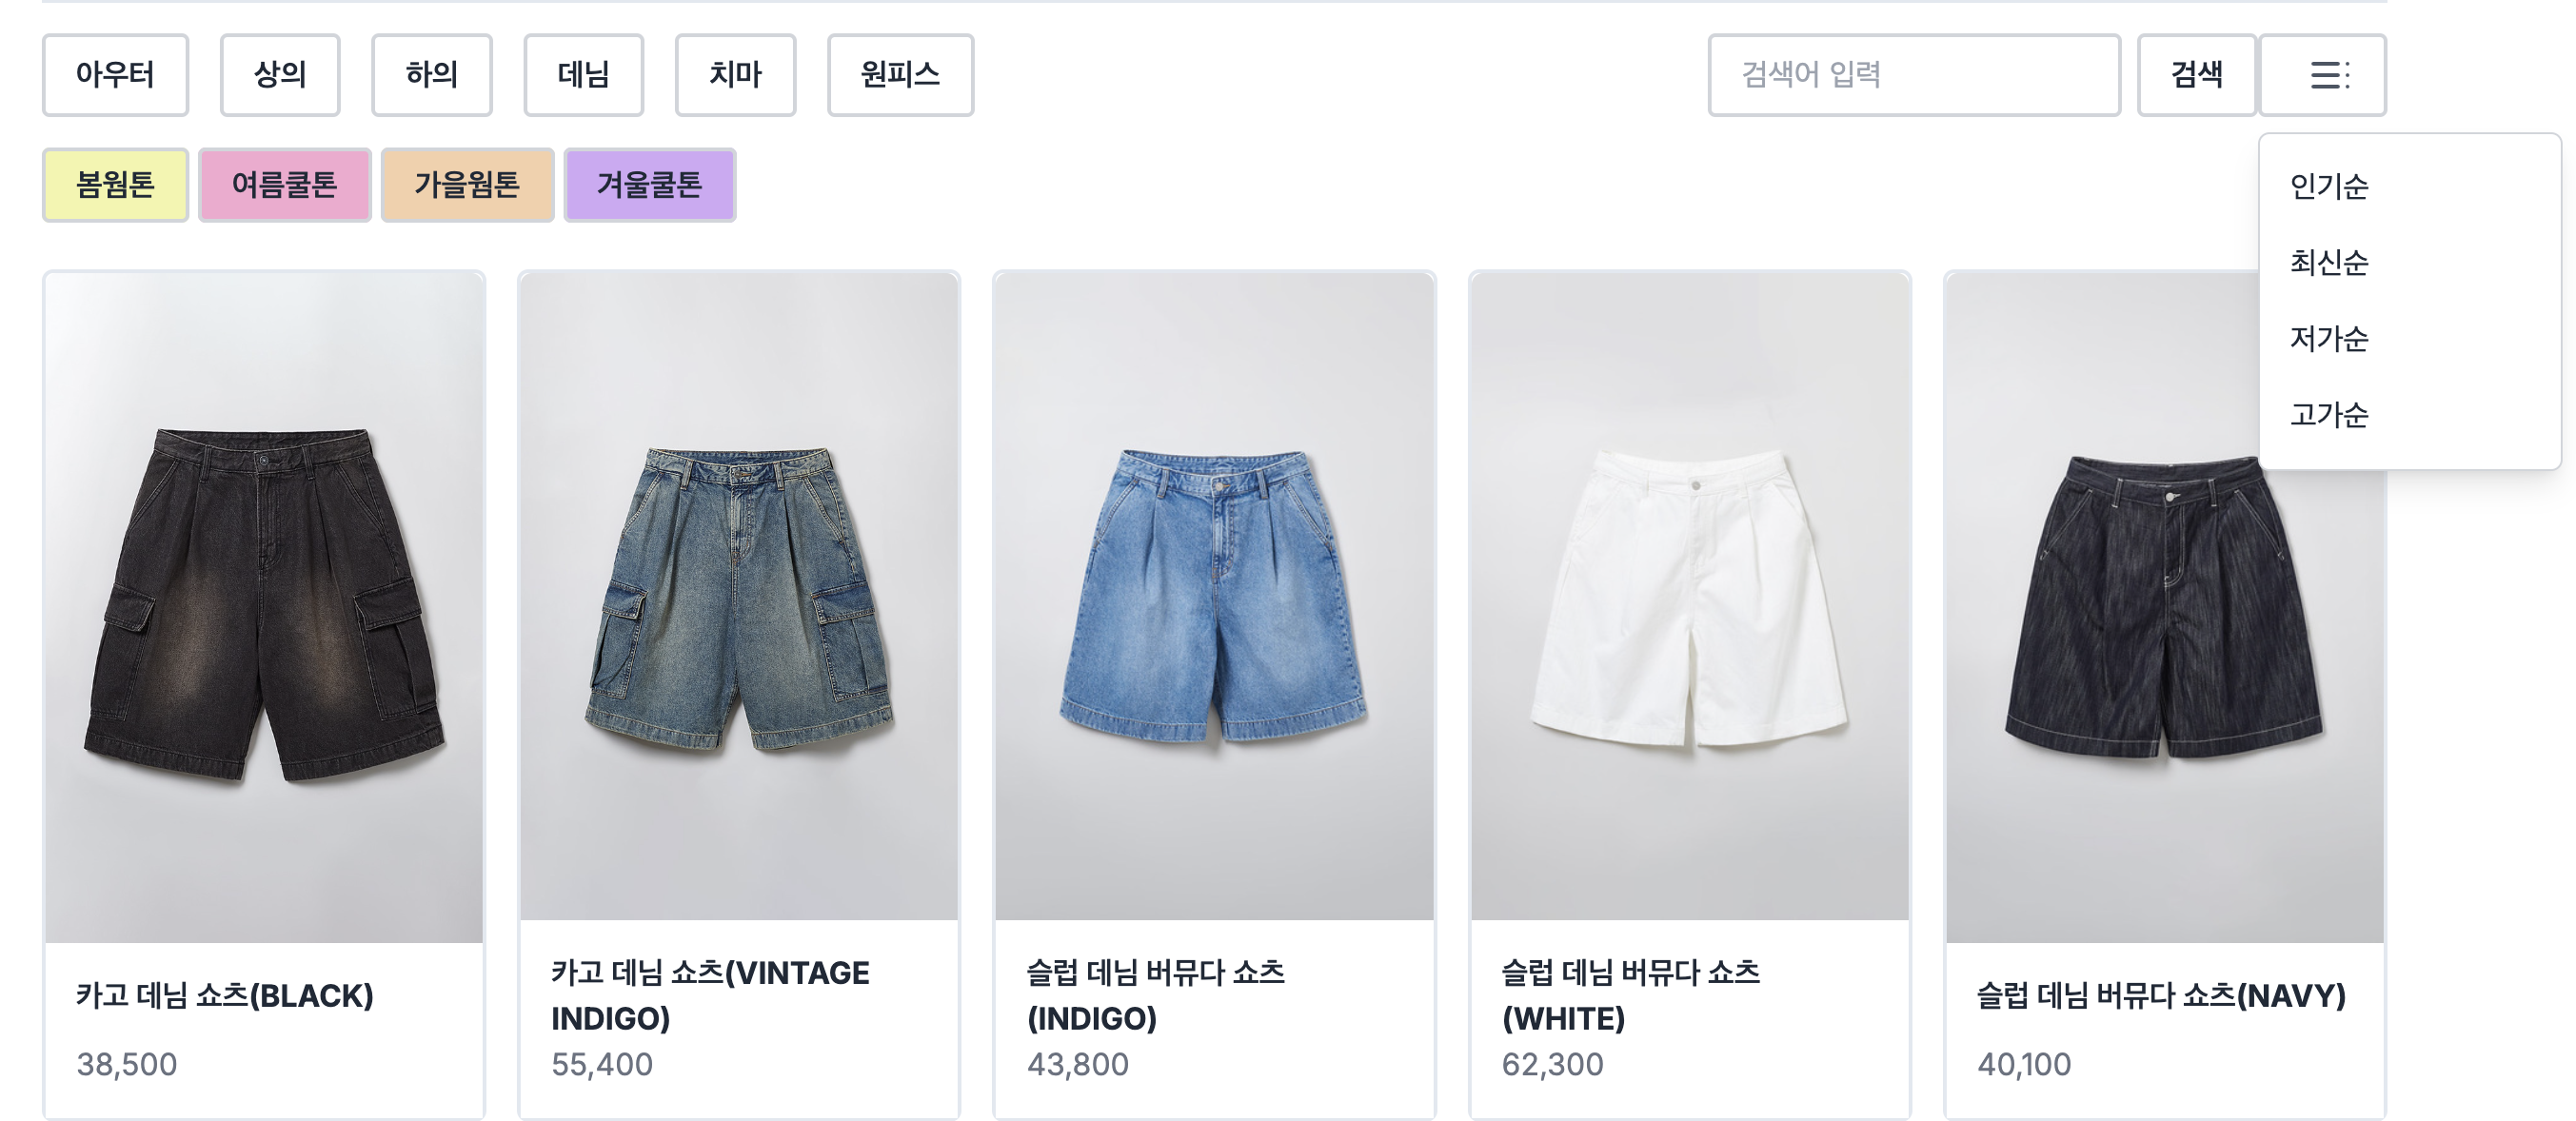 아우터
상의
하의
데님
치마
원피스
검색어 입력
검색
봄웜톤
여름쿨톤
가을웜톤
겨울쿨톤
인기순
최신순
저가순
고가순
카고 데님 쇼츠(BLACK)
38,500
카고 데님 쇼츠(VINTAGE
INDIGO)
55,400
슬럽 데님 버뮤다 쇼츠
(INDIGO)
43,800
슬럽 데님 버뮤다 쇼츠
(WHITE)
62,300
슬럽 데님 버뮤다 쇼츠(NAVY)
40,100